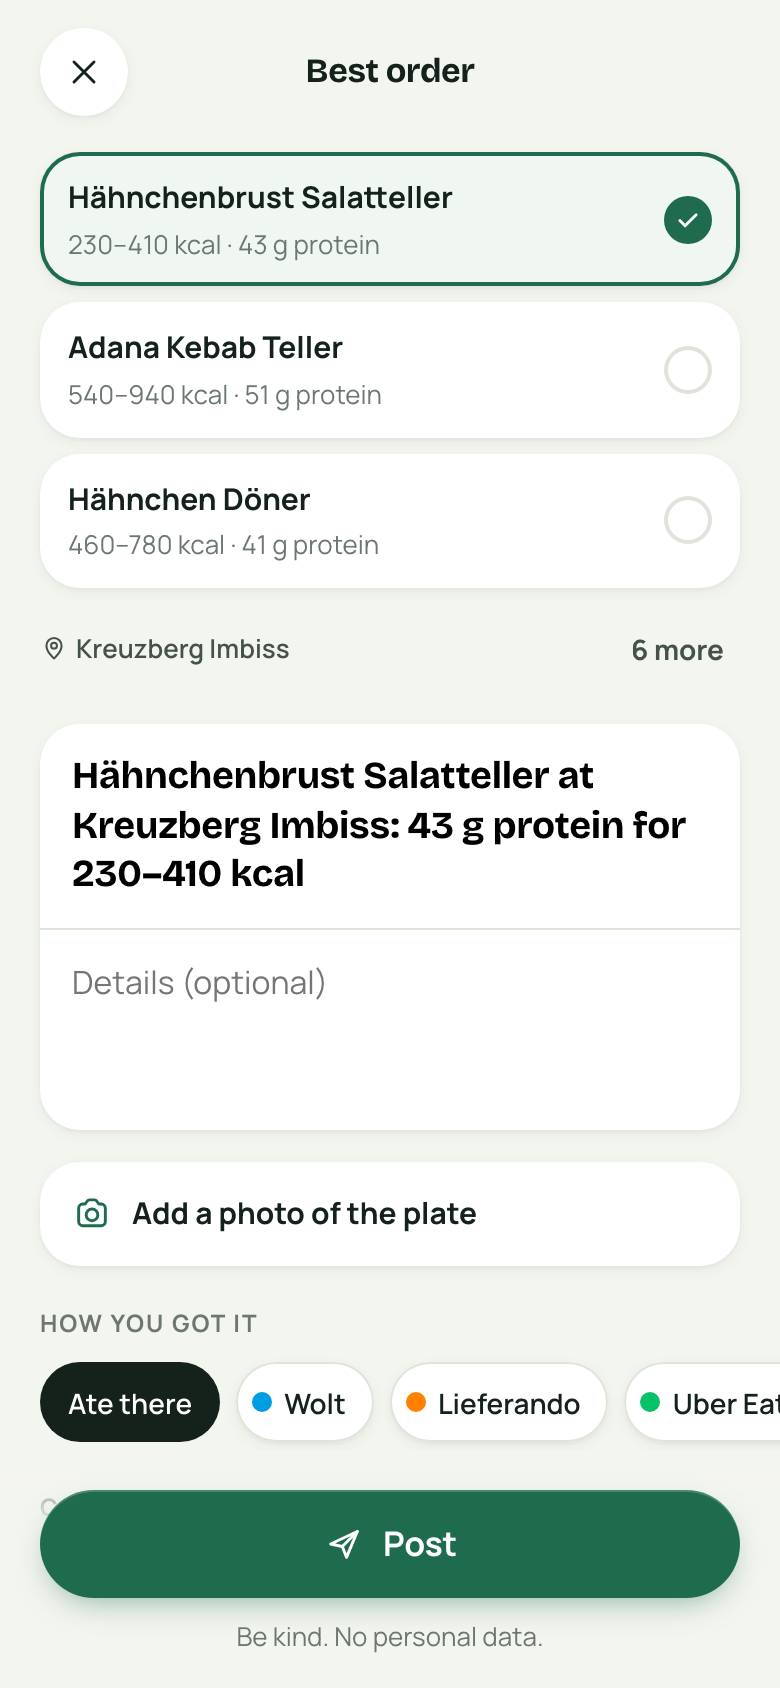 Best order
Hähnchenbrust Salatteller
230–410 kcal · 43 g protein
Adana Kebab Teller
540–940 kcal · 51 g protein
Hähnchen Döner
460–780 kcal · 41 g protein
Kreuzberg Imbiss
6 more
Hähnchenbrust Salatteller at
Kreuzberg Imbiss: 43 g protein for
230–410 kcal
Details (optional)
Add a photo of the plate
HOW YOU GOT IT
Ate there
Wolt
Lieferando
Uber
Post
Be kind. No personal data.